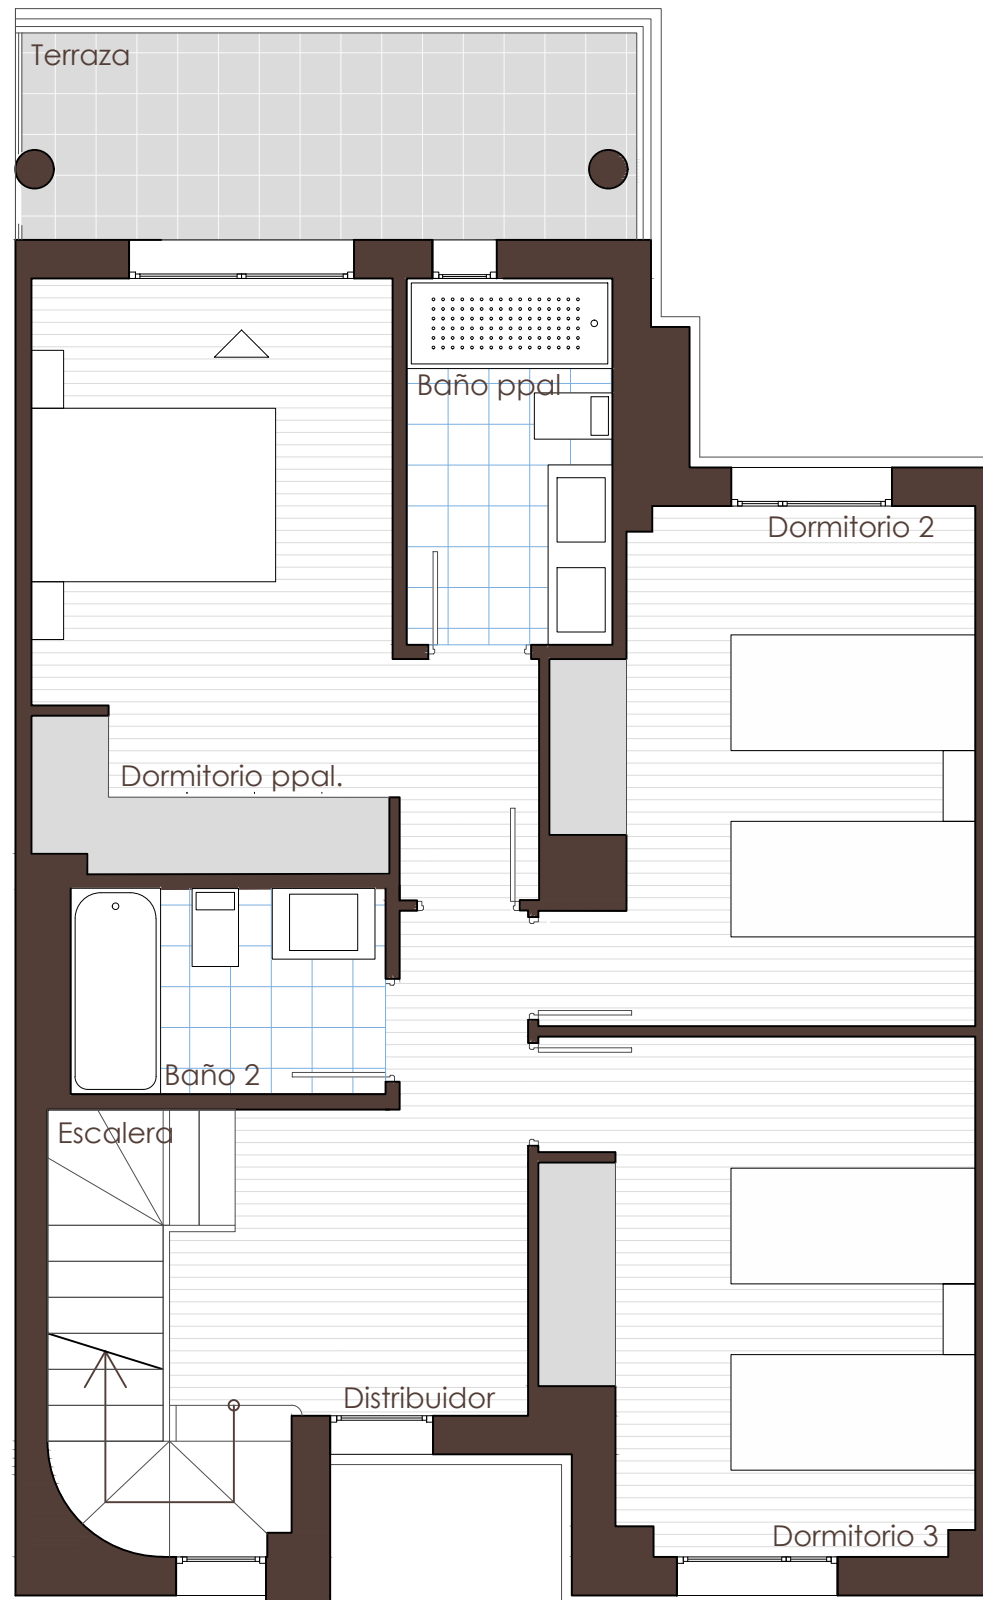 Terraza
Baño ppal
Dormitorio 2
Dormitorio ppal.
Baño 2
Escalera
Distribuidor
Dormitorio 3